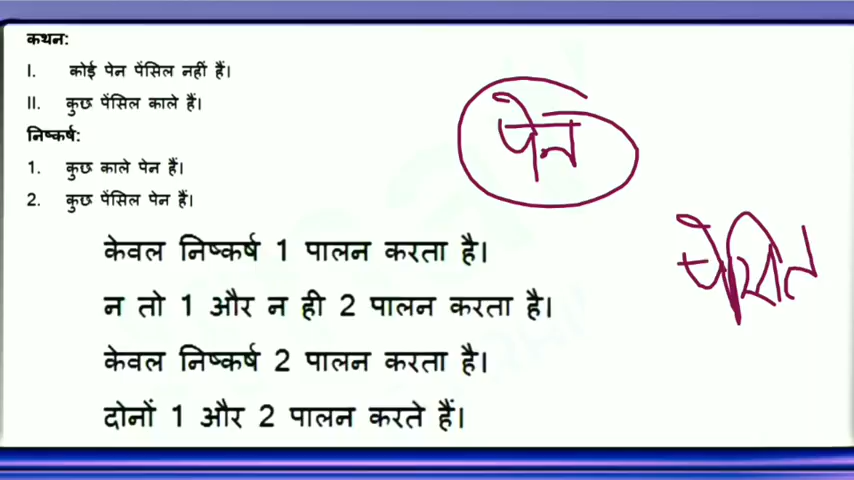 कथन:
I. कोई पेन पेंसिल नहीं हैं।
II. कुछ पेंसिल काले हैं।
निष्कर्ष:
1. कुछ काले पेन हैं।
2. कुछ पेंसिल पेन हैं।
केवल निष्कर्ष 1 पालन करता है।
न तो 1 और न ही 2 पालन करता है।
केवल निष्कर्ष 2 पालन करता है।
दोनों 1 और 2 पालन करते हैं।
पेन